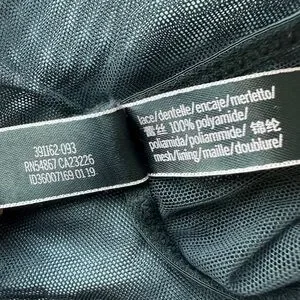 391162-093
RN54867 CA23226
ID36007169 01.19
lace/dentelle/encaje/merletto/
蕾丝 100% polyamide/
poliamida/poliammide/ 锦纶
mesh/lining/maille/doublure/